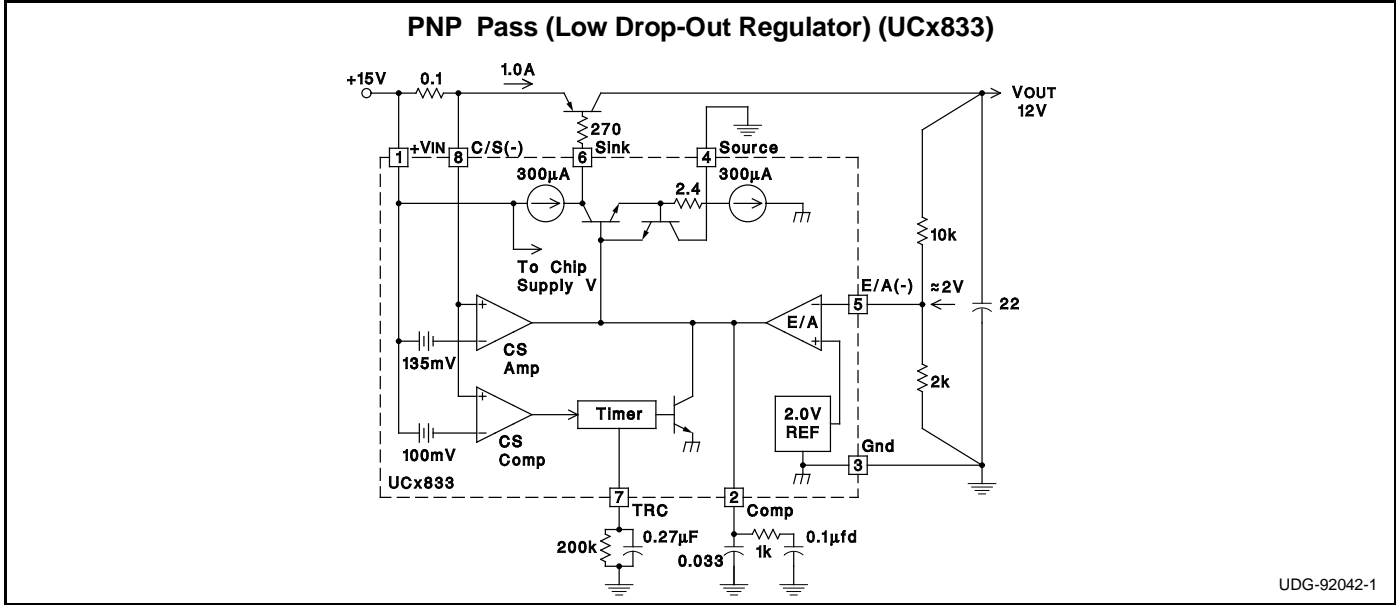 PNP Pass (Low Drop-Out Regulator) (UCx833)
+15V
0.1
1.0A
VOUT
12V
270
1
+VIN
8
C/S(-)
6
Sink
4
Source
300µA
2.4
300µA
10k
To Chip
Supply V
E/A(-)
≈2V
5
22
+
−
E/A
−
+
CS
Amp
135mV
2k
+
−
CS
Comp
100mV
Timer
2.0V
REF
Gnd
3
UCx833
7
TRC
2
Comp
200k
0.27µF
0.033
1k
0.1µfd
UDG-92042-1